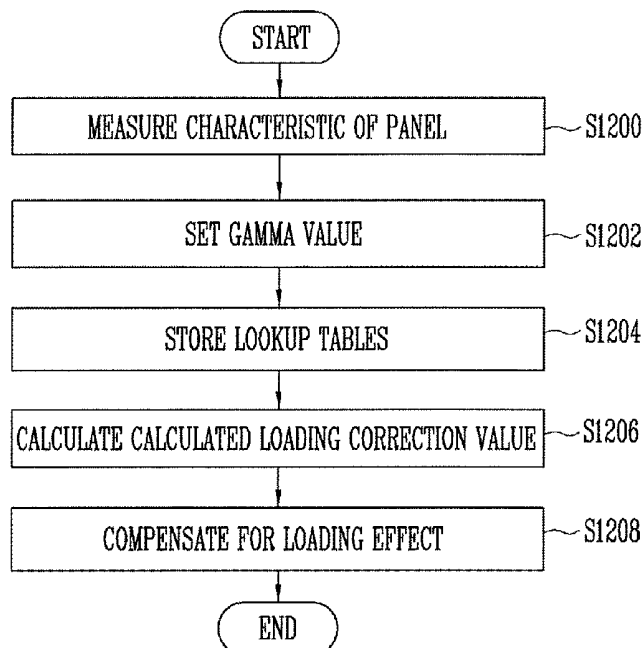 START
MEASURE CHARACTERISTIC OF PANEL
S1200
SET GAMMA VALUE
S1202
STORE LOOKUP TABLES
S1204
CALCULATE CALCULATED LOADING CORRECTION VALUE
S1206
COMPENSATE FOR LOADING EFFECT
S1208
END